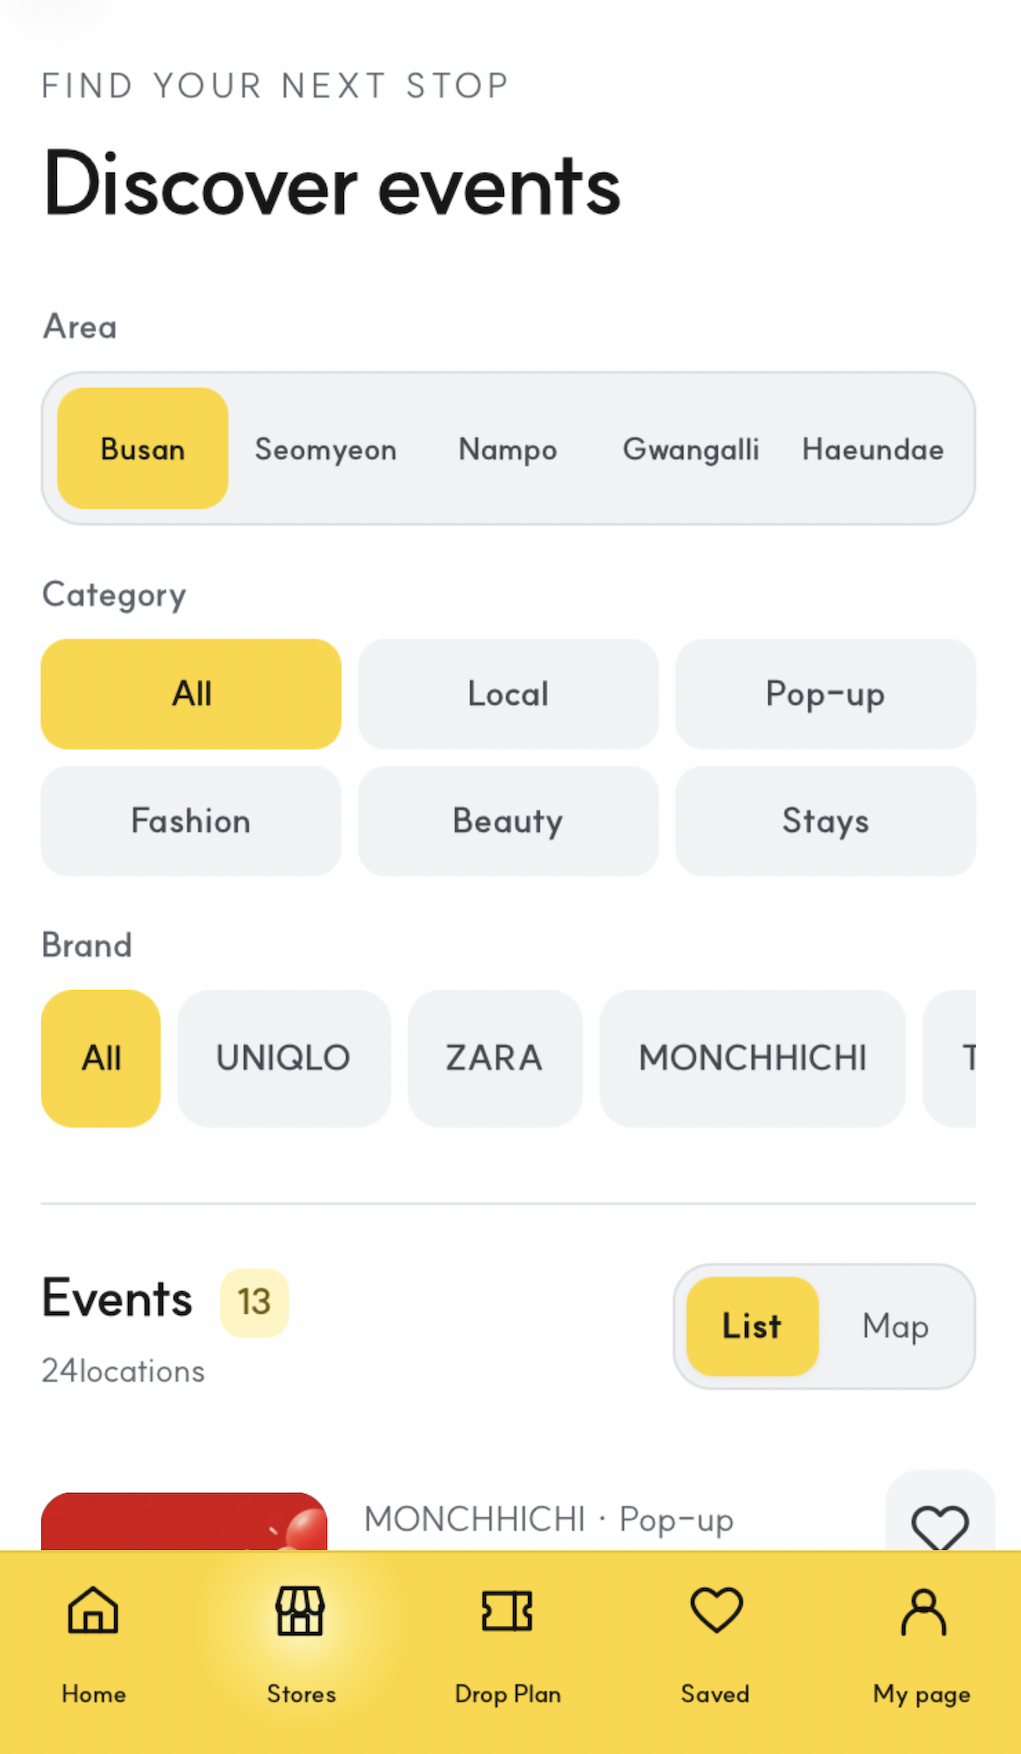 FIND YOUR NEXT STOP
Discover events
Area
Busan Seomyeon Nampo Gwangalli Haeundae
Category
All Local Pop-up
Fashion Beauty Stays
Brand
All UNIQLO ZARA MONCHHICHI
Events 13
24locations
List Map
MONCHHICHI · Pop-up
Home Stores Drop Plan Saved My page